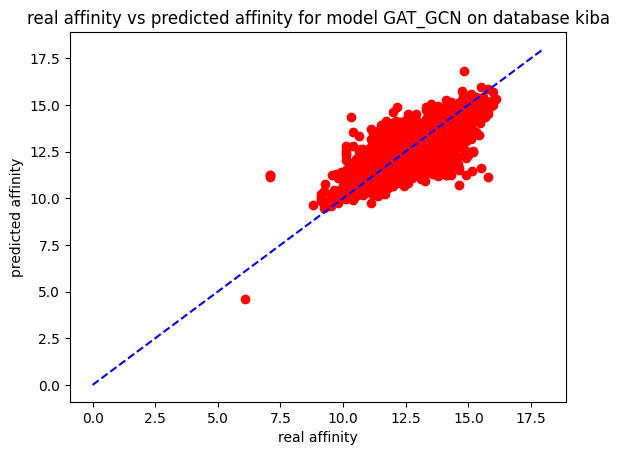 real affinity vs predicted affinity for model GAT_GCN on database kiba
17.5
15.0
12.5
10.0
7.5
5.0
2.5
0.0
predicted affinity
0.0 2.5 5.0 7.5 10.0 12.5 15.0 17.5
real affinity